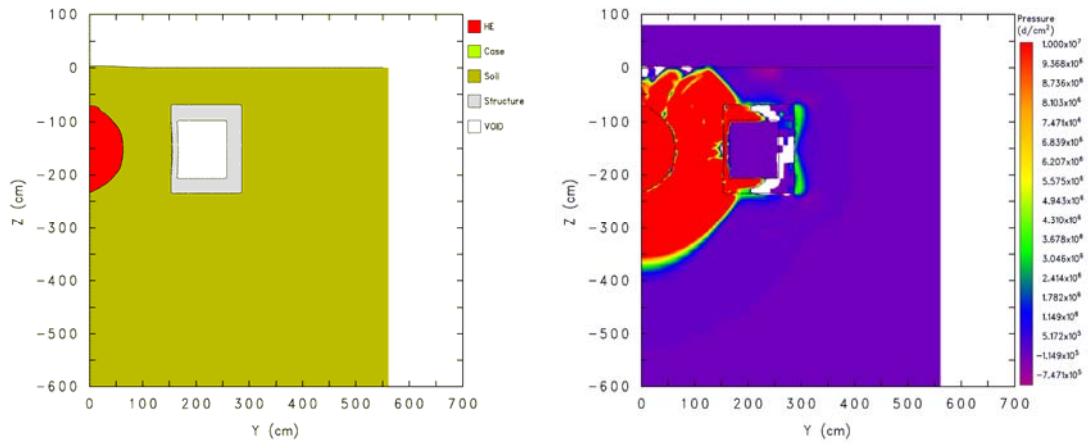 100
0
-100
-200
-300
-400
-500
-600
Z (cm)
0 100 200 300 400 500 600 700
Y (cm)
HE
Case
Soil
Structure
VOID
100
0
-100
-200
-300
-400
-500
-600
Z (cm)
0 100 200 300 400 500 600 700
Y (cm)
Pressure
(d/cm²)
1.000x10⁷
9.368x10⁶
8.736x10⁶
8.103x10⁶
7.471x10⁶
6.839x10⁶
6.207x10⁶
5.575x10⁶
4.943x10⁶
4.310x10⁶
3.678x10⁶
3.046x10⁶
2.414x10⁶
1.782x10⁶
1.149x10⁶
5.172x10⁵
-1.149x10⁵
-7.471x10⁵